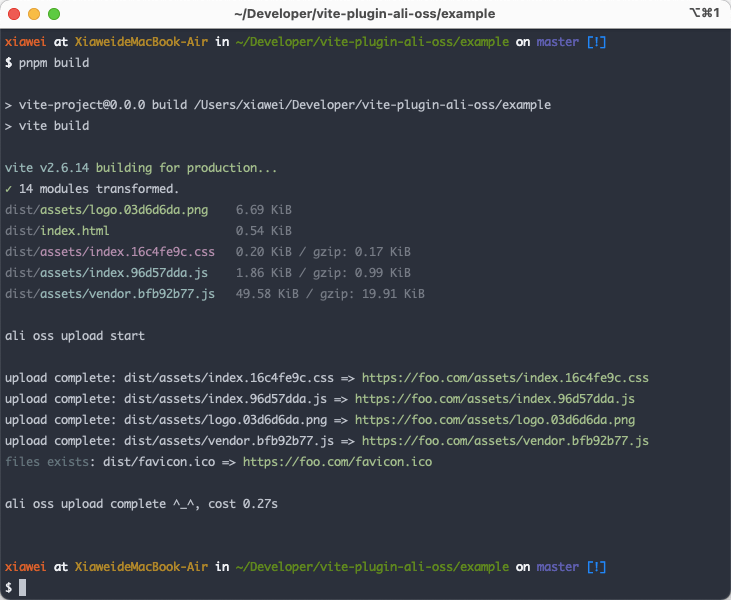 ~/Developer/vite-plugin-ali-oss/example
⌥⌘1
xiawei at XiaweideMacBook-Air in ~/Developer/vite-plugin-ali-oss/example on master [!]
$ pnpm build
> vite-project@0.0.0 build /Users/xiawei/Developer/vite-plugin-ali-oss/example
> vite build
vite v2.6.14 building for production...
✓ 14 modules transformed.
dist/assets/logo.03d6d6da.png    6.69 KiB
dist/index.html                  0.54 KiB
dist/assets/index.16c4fe9c.css   0.20 KiB / gzip: 0.17 KiB
dist/assets/index.96d57dda.js    1.86 KiB / gzip: 0.99 KiB
dist/assets/vendor.bfb92b77.js   49.58 KiB / gzip: 19.91 KiB
ali oss upload start
upload complete: dist/assets/index.16c4fe9c.css => https://foo.com/assets/index.16c4fe9c.css
upload complete: dist/assets/index.96d57dda.js => https://foo.com/assets/index.96d57dda.js
upload complete: dist/assets/logo.03d6d6da.png => https://foo.com/assets/logo.03d6d6da.png
upload complete: dist/assets/vendor.bfb92b77.js => https://foo.com/assets/vendor.bfb92b77.js
files exists: dist/favicon.ico => https://foo.com/favicon.ico
ali oss upload complete ^_^, cost 0.27s
xiawei at XiaweideMacBook-Air in ~/Developer/vite-plugin-ali-oss/example on master [!]
$